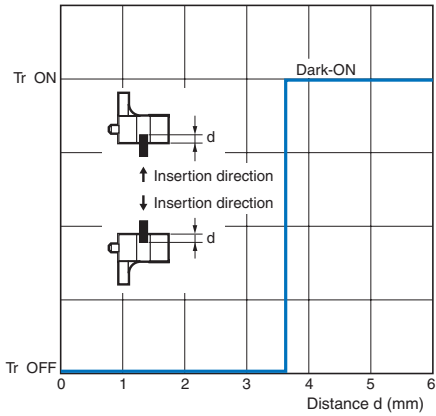 Tr ON
Dark-ON
d
Insertion direction
Insertion direction
d
Tr OFF
0 1 2 3 4 5 6
Distance d (mm)